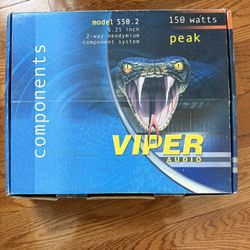 model 550.2
5.25 inch
2-way neodymium
component system
150 watts
peak
components
VIPER
AUDIO